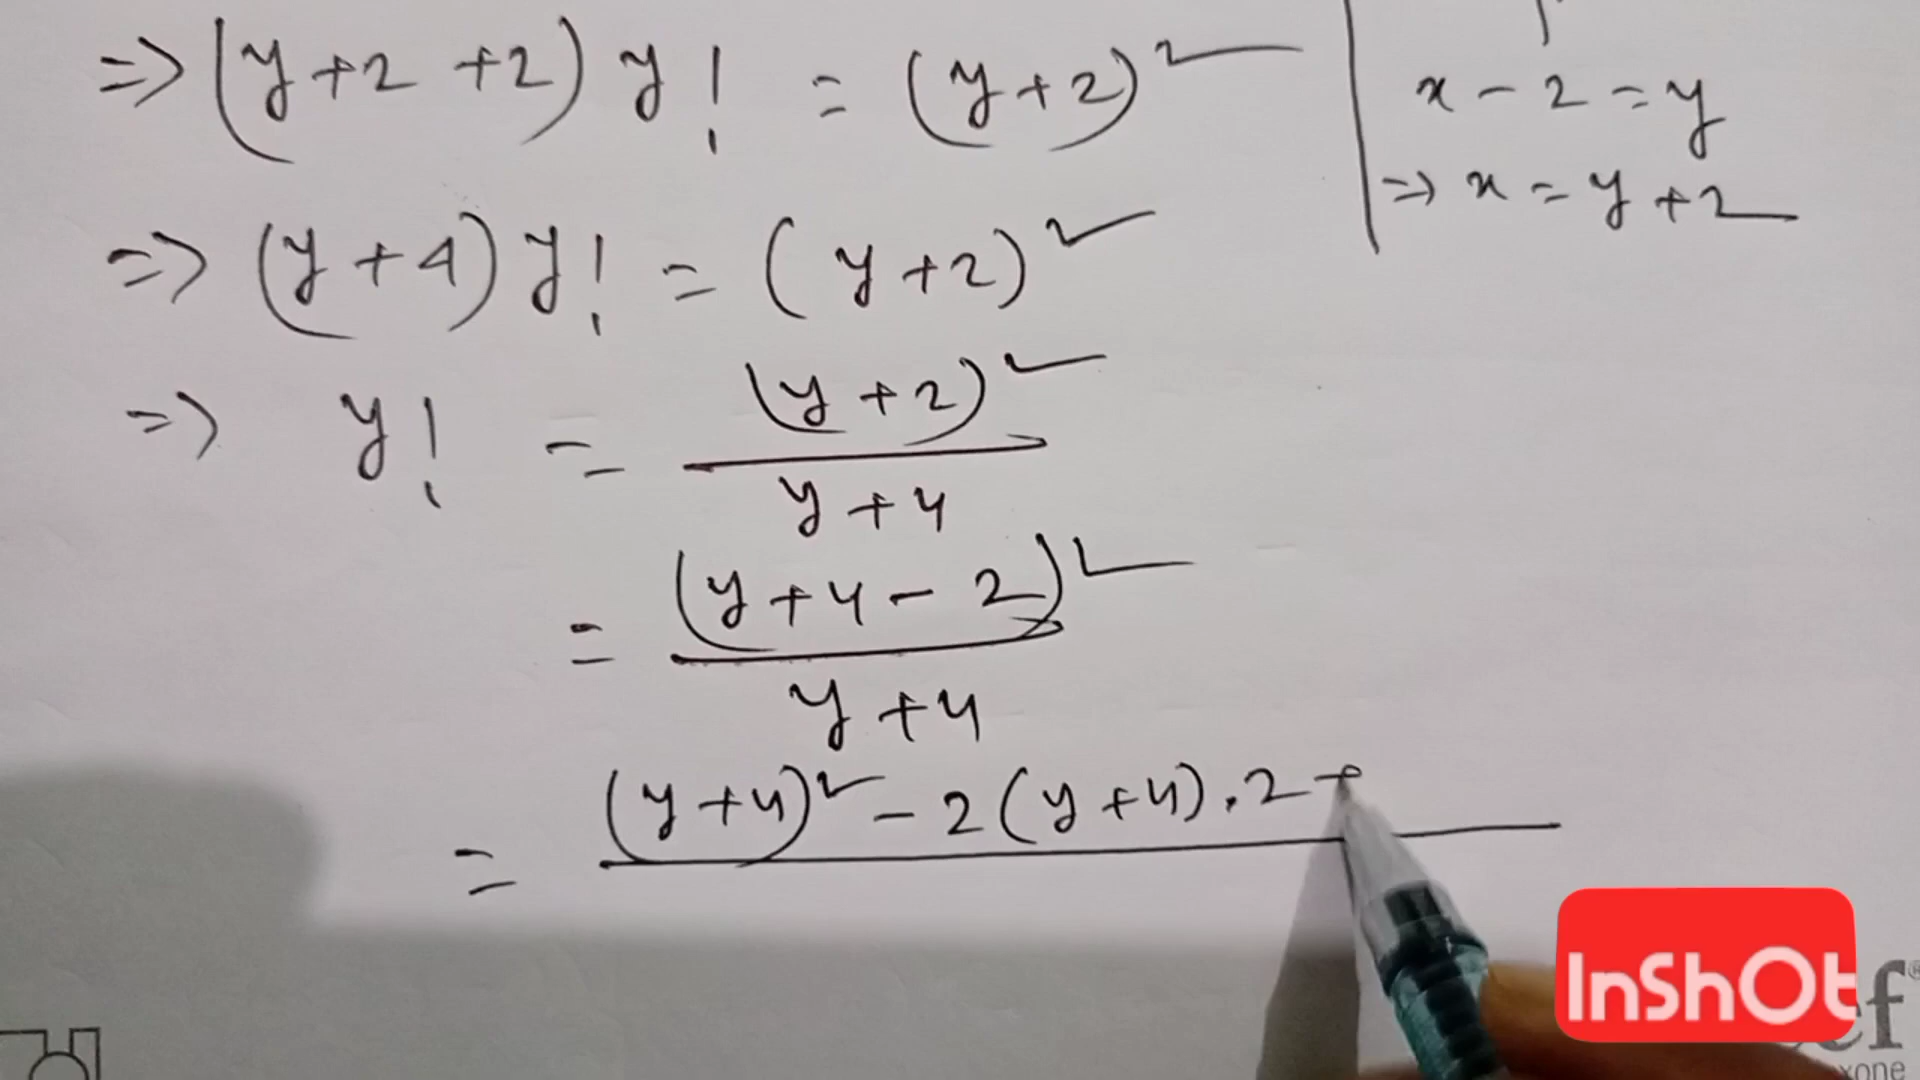 ⇒ (y+2+2) y! = (y+2)²
x - 2 = y
⇒ x = y+2
⇒ (y+4) y! = (y+2)²
⇒ y! = (y+2)² / y+4
= (y+4-2)² / y+4
= (y+4)² - 2(y+4).2 +
InShOt